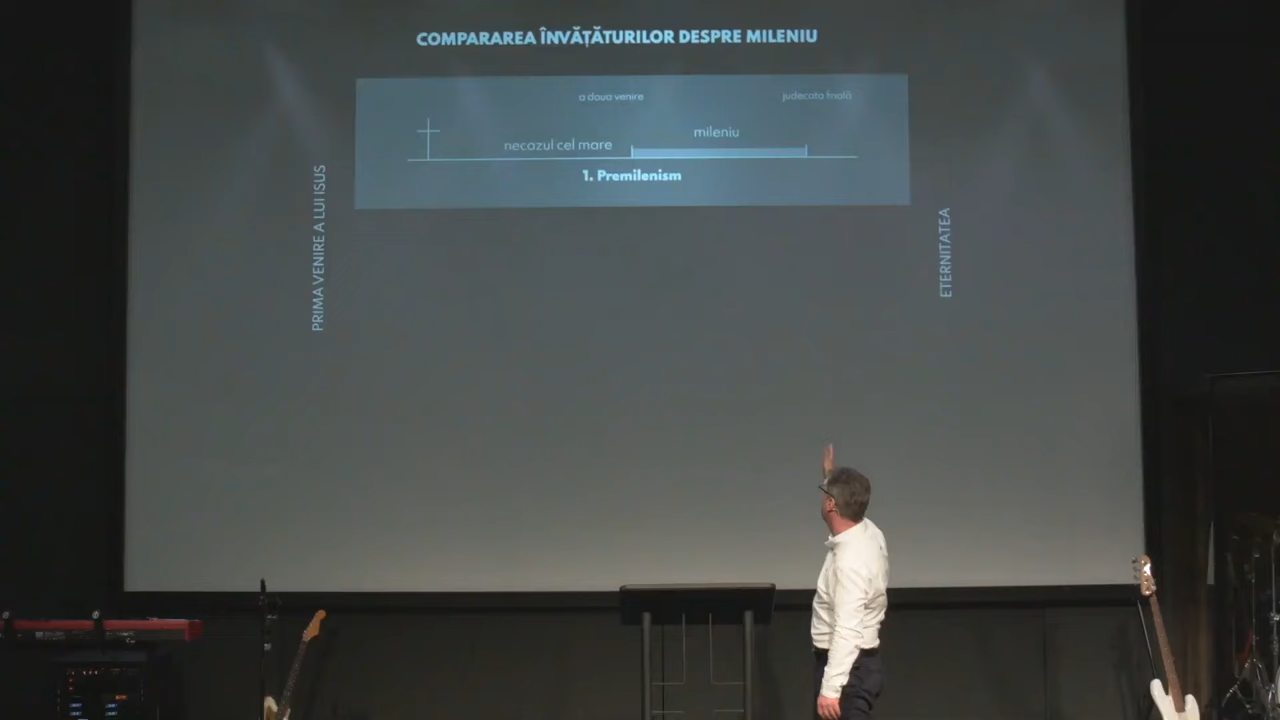 COMPARAREA ÎNVĂȚĂTURILOR DESPRE MILENIU
a doua venire
judecata finală
mileniu
necazul cel mare
1. Premilenism
PRIMA VENIRE A LUI ISUS
ETERNITATEA